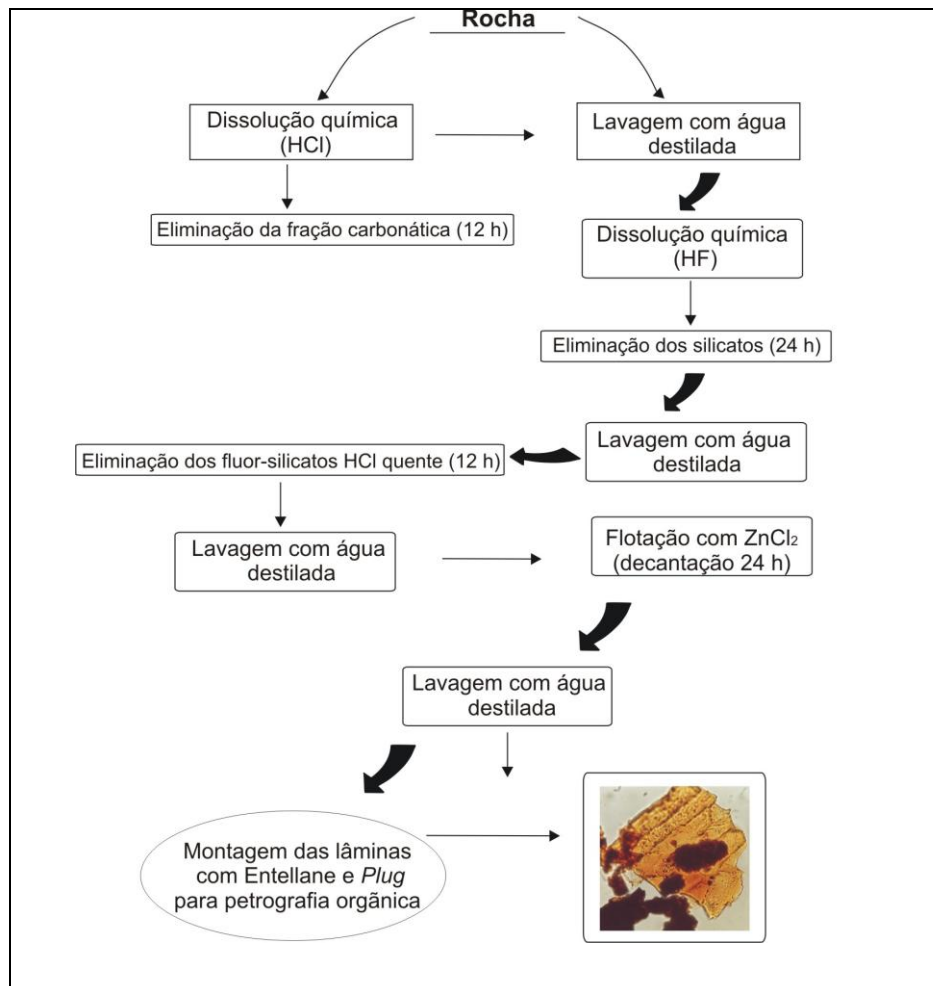 Rocha
Dissolução química
(HCl)
Lavagem com água
destilada
Eliminação da fração carbonática (12 h)
Dissolução química
(HF)
Eliminação dos silicatos (24 h)
Lavagem com água
destilada
Eliminação dos fluor-silicatos HCl quente (12 h)
Lavagem com água
destilada
Flotação com ZnCl2
(decantação 24 h)
Lavagem com água
destilada
Montagem das lâminas
com Entellane e Plug
para petrografia orgãnica